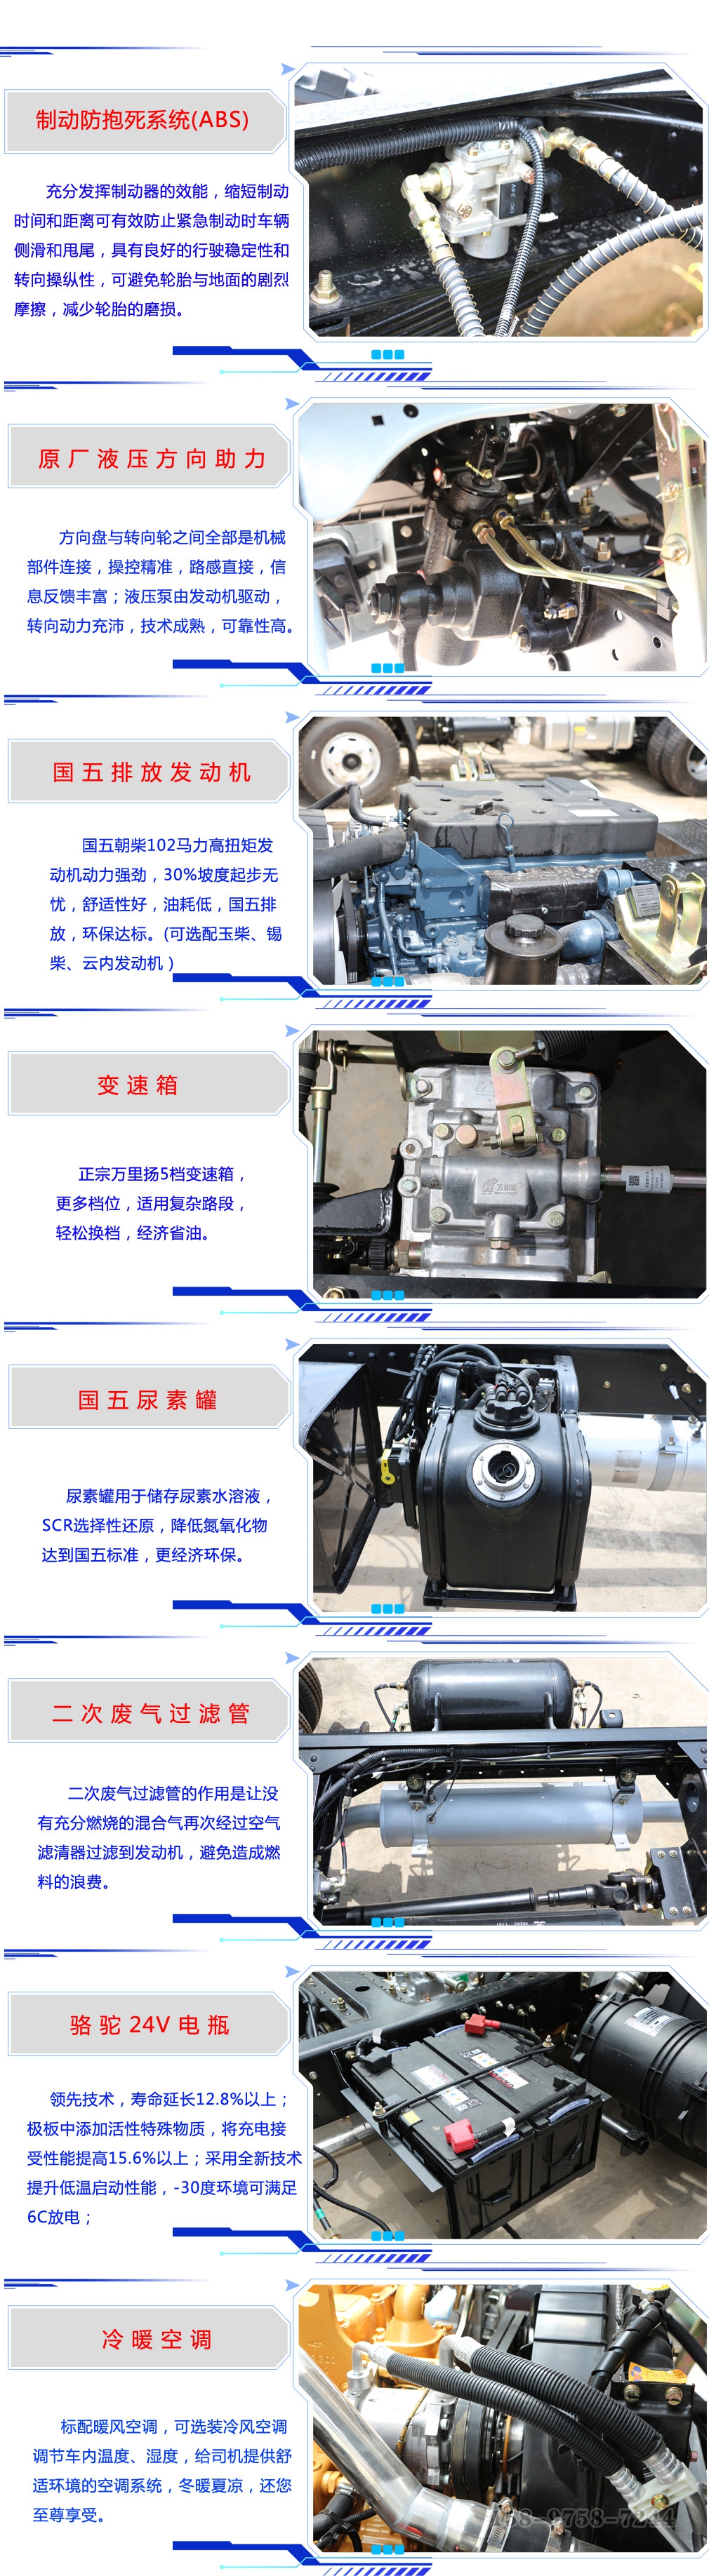 制动防抱死系统(ABS)
充分发挥制动器的效能，缩短制动
时间和距离可有效防止紧急制动时车辆
侧滑和甩尾，具有良好的行驶稳定性和
转向操纵性，可避免轮胎与地面的剧烈
摩擦，减少轮胎的磨损。
原厂液压方向助力
方向盘与转向轮之间全部是机械
部件连接，操控精准，路感直接，信
息反馈丰富；液压泵由发动机驱动，
转向动力充沛，技术成熟，可靠性高。
国五排放发动机
国五朝柴102马力高扭矩发
动机动力强劲，30%坡度起步无
忧，舒适性好，油耗低，国五排
放，环保达标。(可选配玉柴、锡
柴、云内发动机 )
变速箱
正宗万里扬5档变速箱，
更多档位，适用复杂路段，
轻松换档，经济省油。
万里扬
国五尿素罐
尿素罐用于储存尿素水溶液，
SCR选择性还原，降低氮氧化物
达到国五标准，更经济环保。
二次废气过滤管
二次废气过滤管的作用是让没
有充分燃烧的混合气再次经过空气
滤清器过滤到发动机，避免造成燃
料的浪费。
骆驼24V电瓶
领先技术，寿命延长12.8%以上；
极板中添加活性特殊物质，将充电接
受性能提高15.6%以上；采用全新技术
提升低温启动性能，-30度环境可满足
6C放电；
冷暖空调
标配暖风空调，可选装冷风空调
调节车内温度、湿度，给司机提供舒
适环境的空调系统，冬暖夏凉，还您
至尊享受。